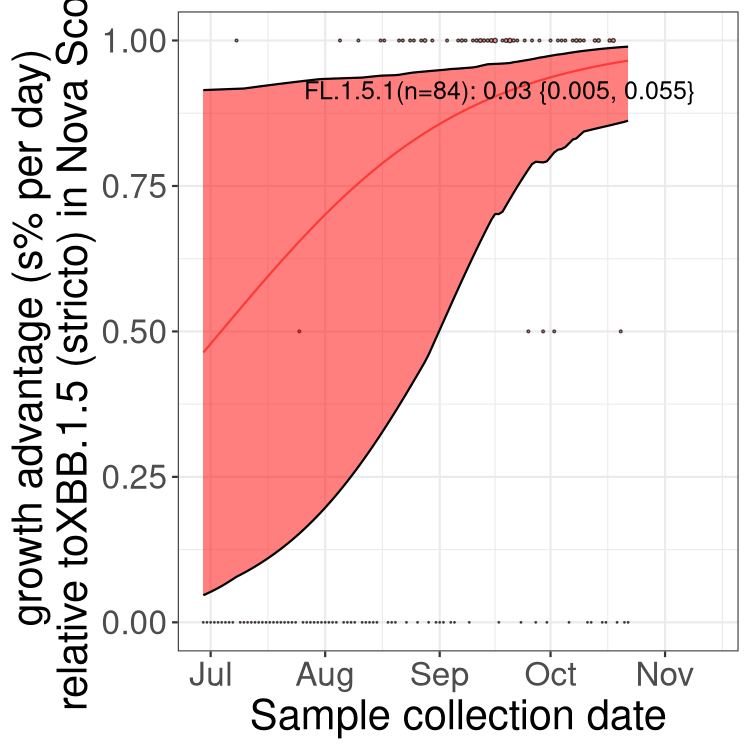 growth advantage (s% per day)
relative toXBB.1.5 (stricto) in Nova Sco
1.00
0.75
0.50
0.25
0.00
FL.1.5.1(n=84): 0.03 {0.005, 0.055}
Jul Aug Sep Oct Nov
Sample collection date